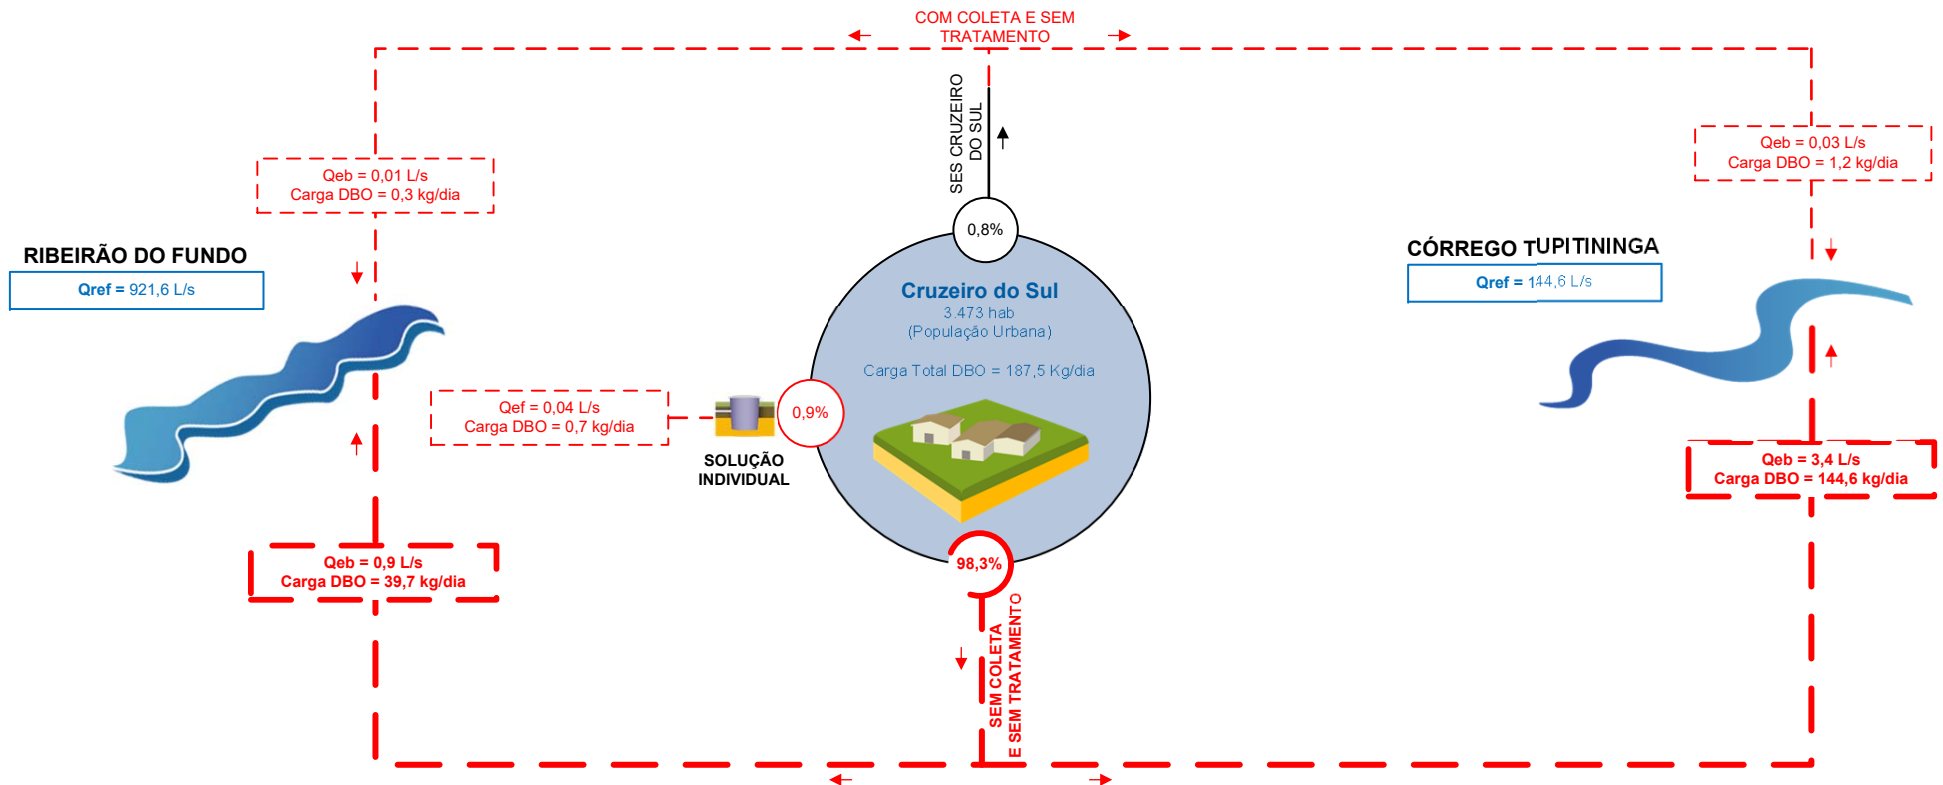 COM COLETA E SEM
TRATAMENTO
SES CRUZEIRO
DO SUL
Qeb = 0,01 L/s
Carga DBO = 0,3 kg/dia
Qeb = 0,03 L/s
Carga DBO = 1,2 kg/dia
RIBEIRÃO DO FUNDO
Qref = 921,6 L/s
0,8%
CÓRREGO TUPITININGA
Qref = 144,6 L/s
Cruzeiro do Sul
3.473 hab
(População Urbana)
Carga Total DBO = 187,5 Kg/dia
Qef = 0,04 L/s
Carga DBO = 0,7 kg/dia
0,9%
SOLUÇÃO
INDIVIDUAL
Qeb = 3,4 L/s
Carga DBO = 144,6 kg/dia
Qeb = 0,9 L/s
Carga DBO = 39,7 kg/dia
98,3%
SEM COLETA
E SEM TRATAMENTO